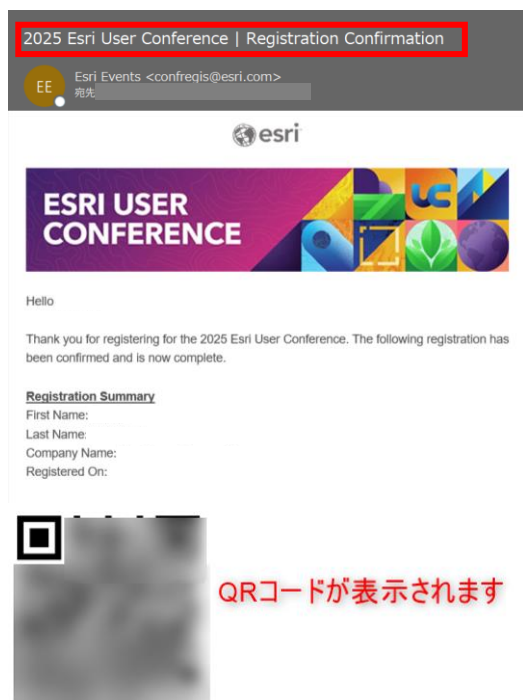 2025 Esri User Conference | Registration Confirmation
EE
Esri Events <confregis@esri.com>
宛先
esri
ESRI USER
CONFERENCE
UC
Hello
Thank you for registering for the 2025 Esri User Conference. The following registration has
been confirmed and is now complete.
Registration Summary
First Name:
Last Name:
Company Name:
Registered On:
QRコードが表示されます